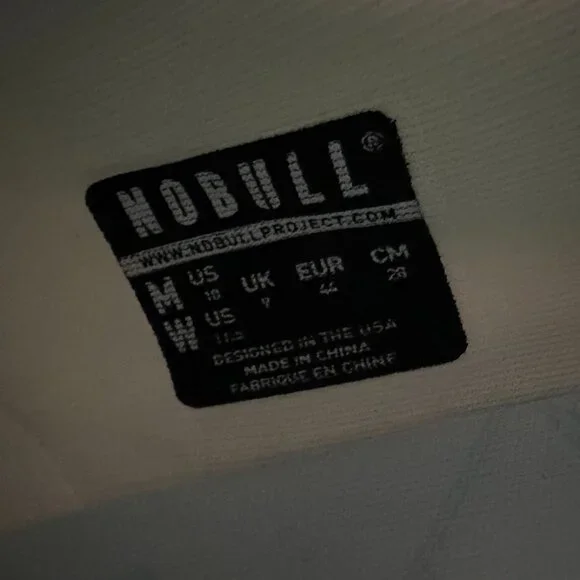 NOBULL®
WWW.NOBULLPROJECT.COM
M US UK EUR CM
10 9 44 28
W US
11.5
DESIGNED IN THE USA
MADE IN CHINA
FABRIQUE EN CHINE